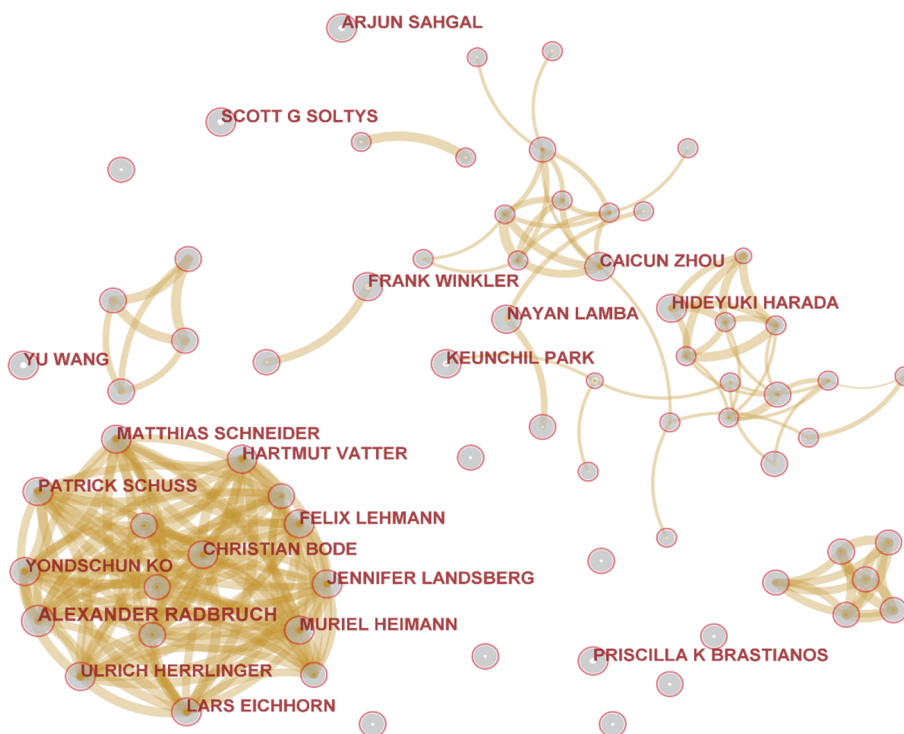 ARJUN SAHGAL
SCOTT G SOLTYS
CAICUN ZHOU
FRANK WINKLER
HIDEYUKI HARADA
NAYAN LAMBA
YU WANG
KEUNCHIL PARK
MATTHIAS SCHNEIDER
HARTMUT VATTER
PATRICK SCHUSS
FELIX LEHMANN
CHRISTIAN BODE
YONDSCHUN KO
JENNIFER LANDSBERG
ALEXANDER RADBRUCH
MURIEL HEIMANN
PRISCILLA K BRASTIANOS
ULRICH HERRLINGER
LARS EICHHORN